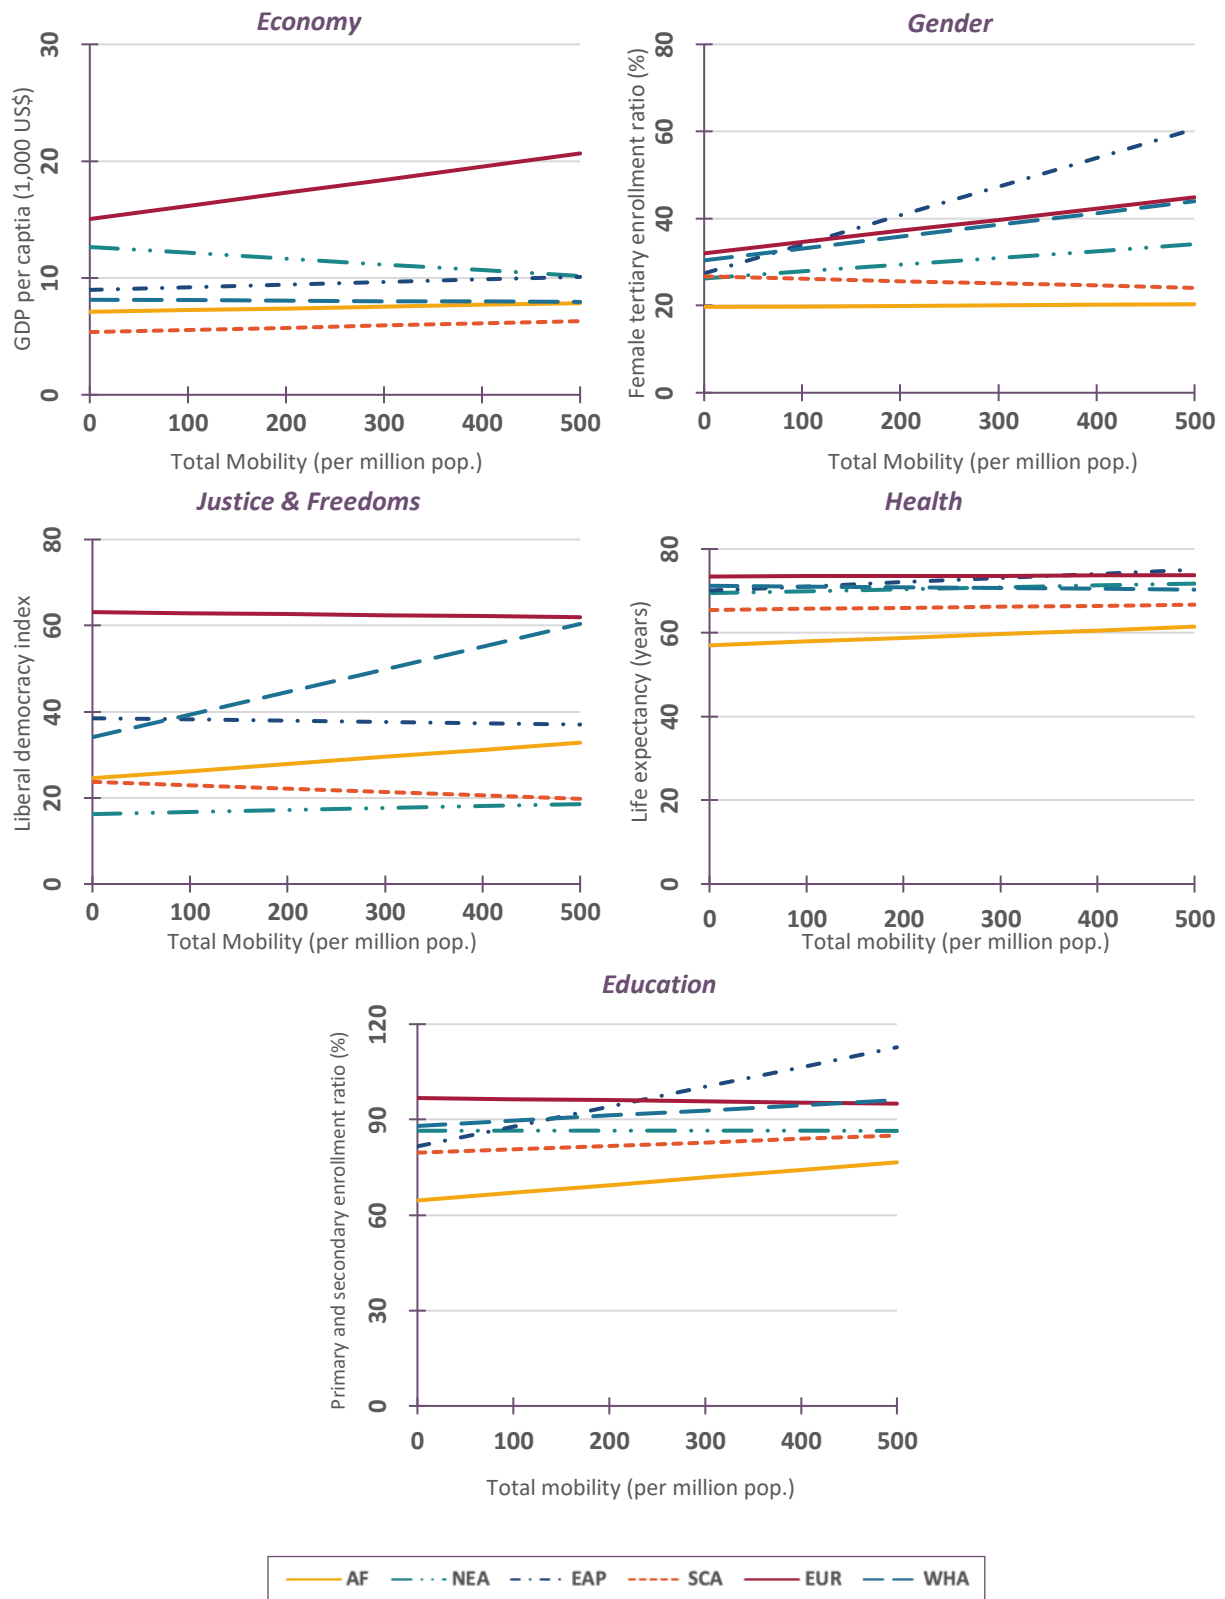 Economy
GDP per captia (1,000 US$)
30
20
10
0
0 100 200 300 400 500
Total Mobility (per million pop.)
Gender
Female tertiary enrollment ratio (%)
80
60
40
20
0
0 100 200 300 400 500
Total Mobility (per million pop.)
Justice & Freedoms
Liberal democracy index
80
60
40
20
0
0 100 200 300 400 500
Total Mobility (per million pop.)
Health
Life expectancy (years)
80
60
40
20
0
0 100 200 300 400 500
Total mobility (per million pop.)
Education
Primary and secondary enrollment ratio (%)
120
90
60
30
0
0 100 200 300 400 500
Total mobility (per million pop.)
AF NEA EAP SCA EUR WHA